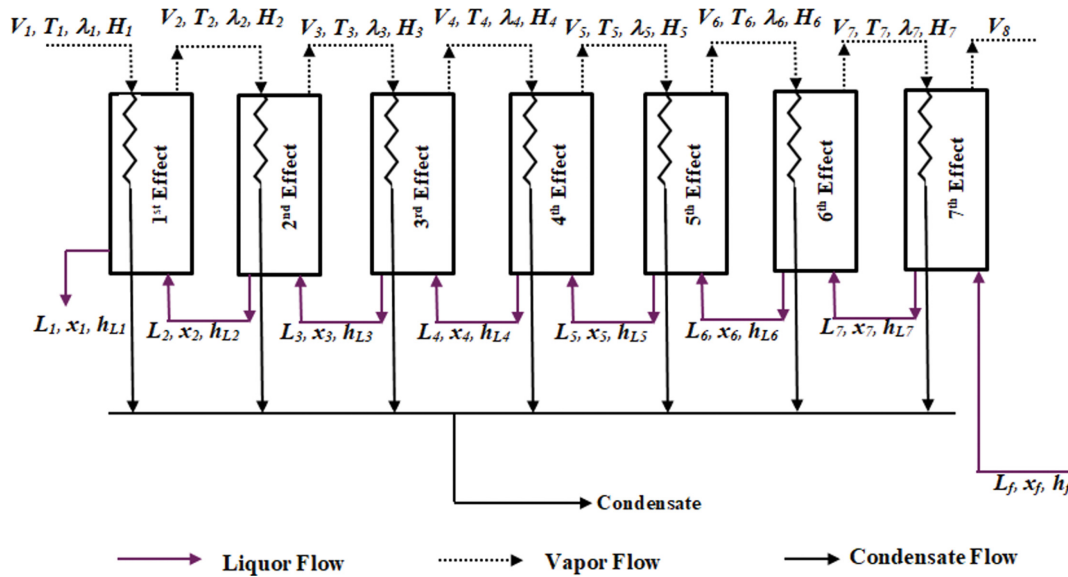 V1, T1, λ1, H1
V2, T2, λ2, H2
V3, T3, λ3, H3
V4, T4, λ4, H4
V5, T5, λ5, H5
V6, T6, λ6, H6
V7, T7, λ7, H7
V8
1st Effect
2nd Effect
3rd Effect
4th Effect
5th Effect
6th Effect
7th Effect
L1, x1, hL1
L2, x2, hL2
L3, x3, hL3
L4, x4, hL4
L5, x5, hL5
L6, x6, hL6
L7, x7, hL7
Lf, xf, hf
Condensate
Liquor Flow
Vapor Flow
Condensate Flow